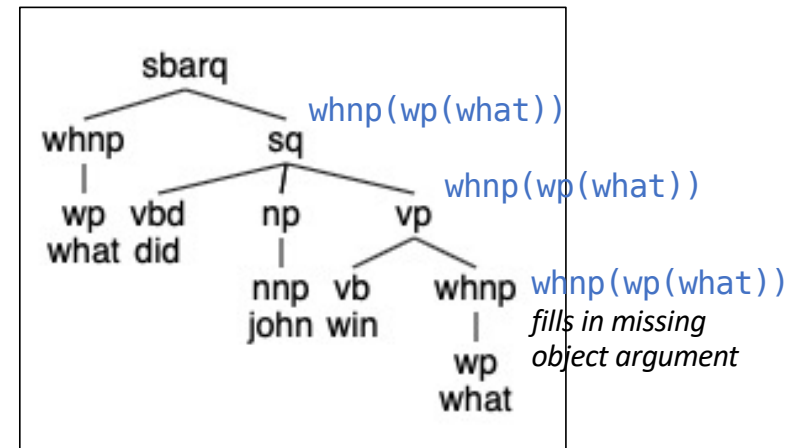 sbarq
whnp(wp(what))
whnp sq
whnp(wp(what))
wp vbd np vp
what did
nnp vb whnp whnp(wp(what))
john win fills in missing
wp object argument
what